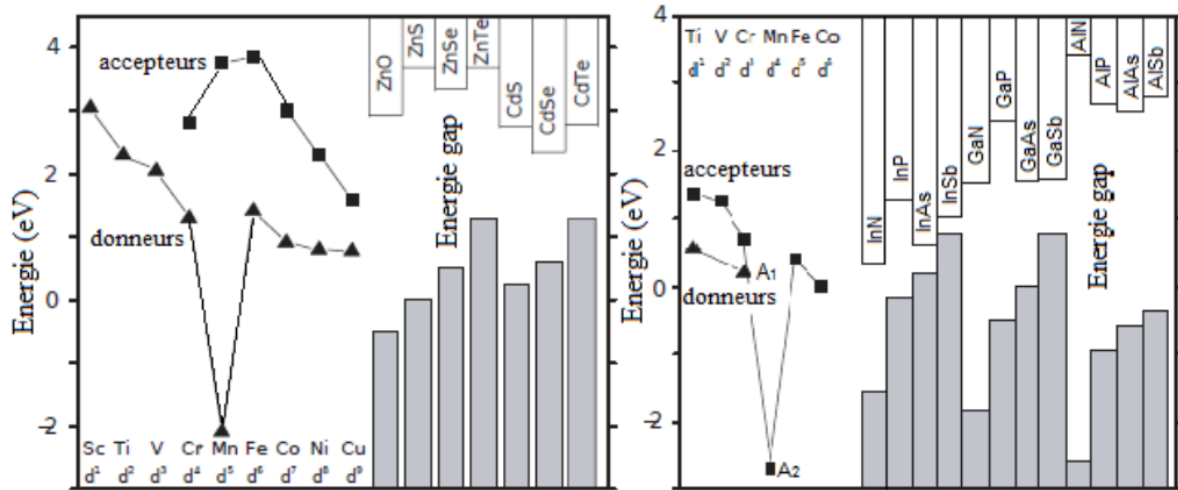 4
2
0
−2
Energie (eV)
accepteurs
donneurs
Sc Ti V Cr Mn Fe Co Ni Cu
d¹ d² d³ d⁴ d⁵ d⁶ d⁷ d⁸ d⁹
ZnO
ZnS
ZnSe
ZnTe
CdS
CdSe
CdTe
Energie gap
4
2
0
−2
Energie (eV)
Ti V Cr Mn Fe Co
d¹ d² d³ d⁴ d⁵
accepteurs
donneurs
A₁
A₂
InN
InP
InAs
InSb
GaN
GaP
GaAs
GaSb
AlN
AlP
AlAs
AlSb
Energie gap